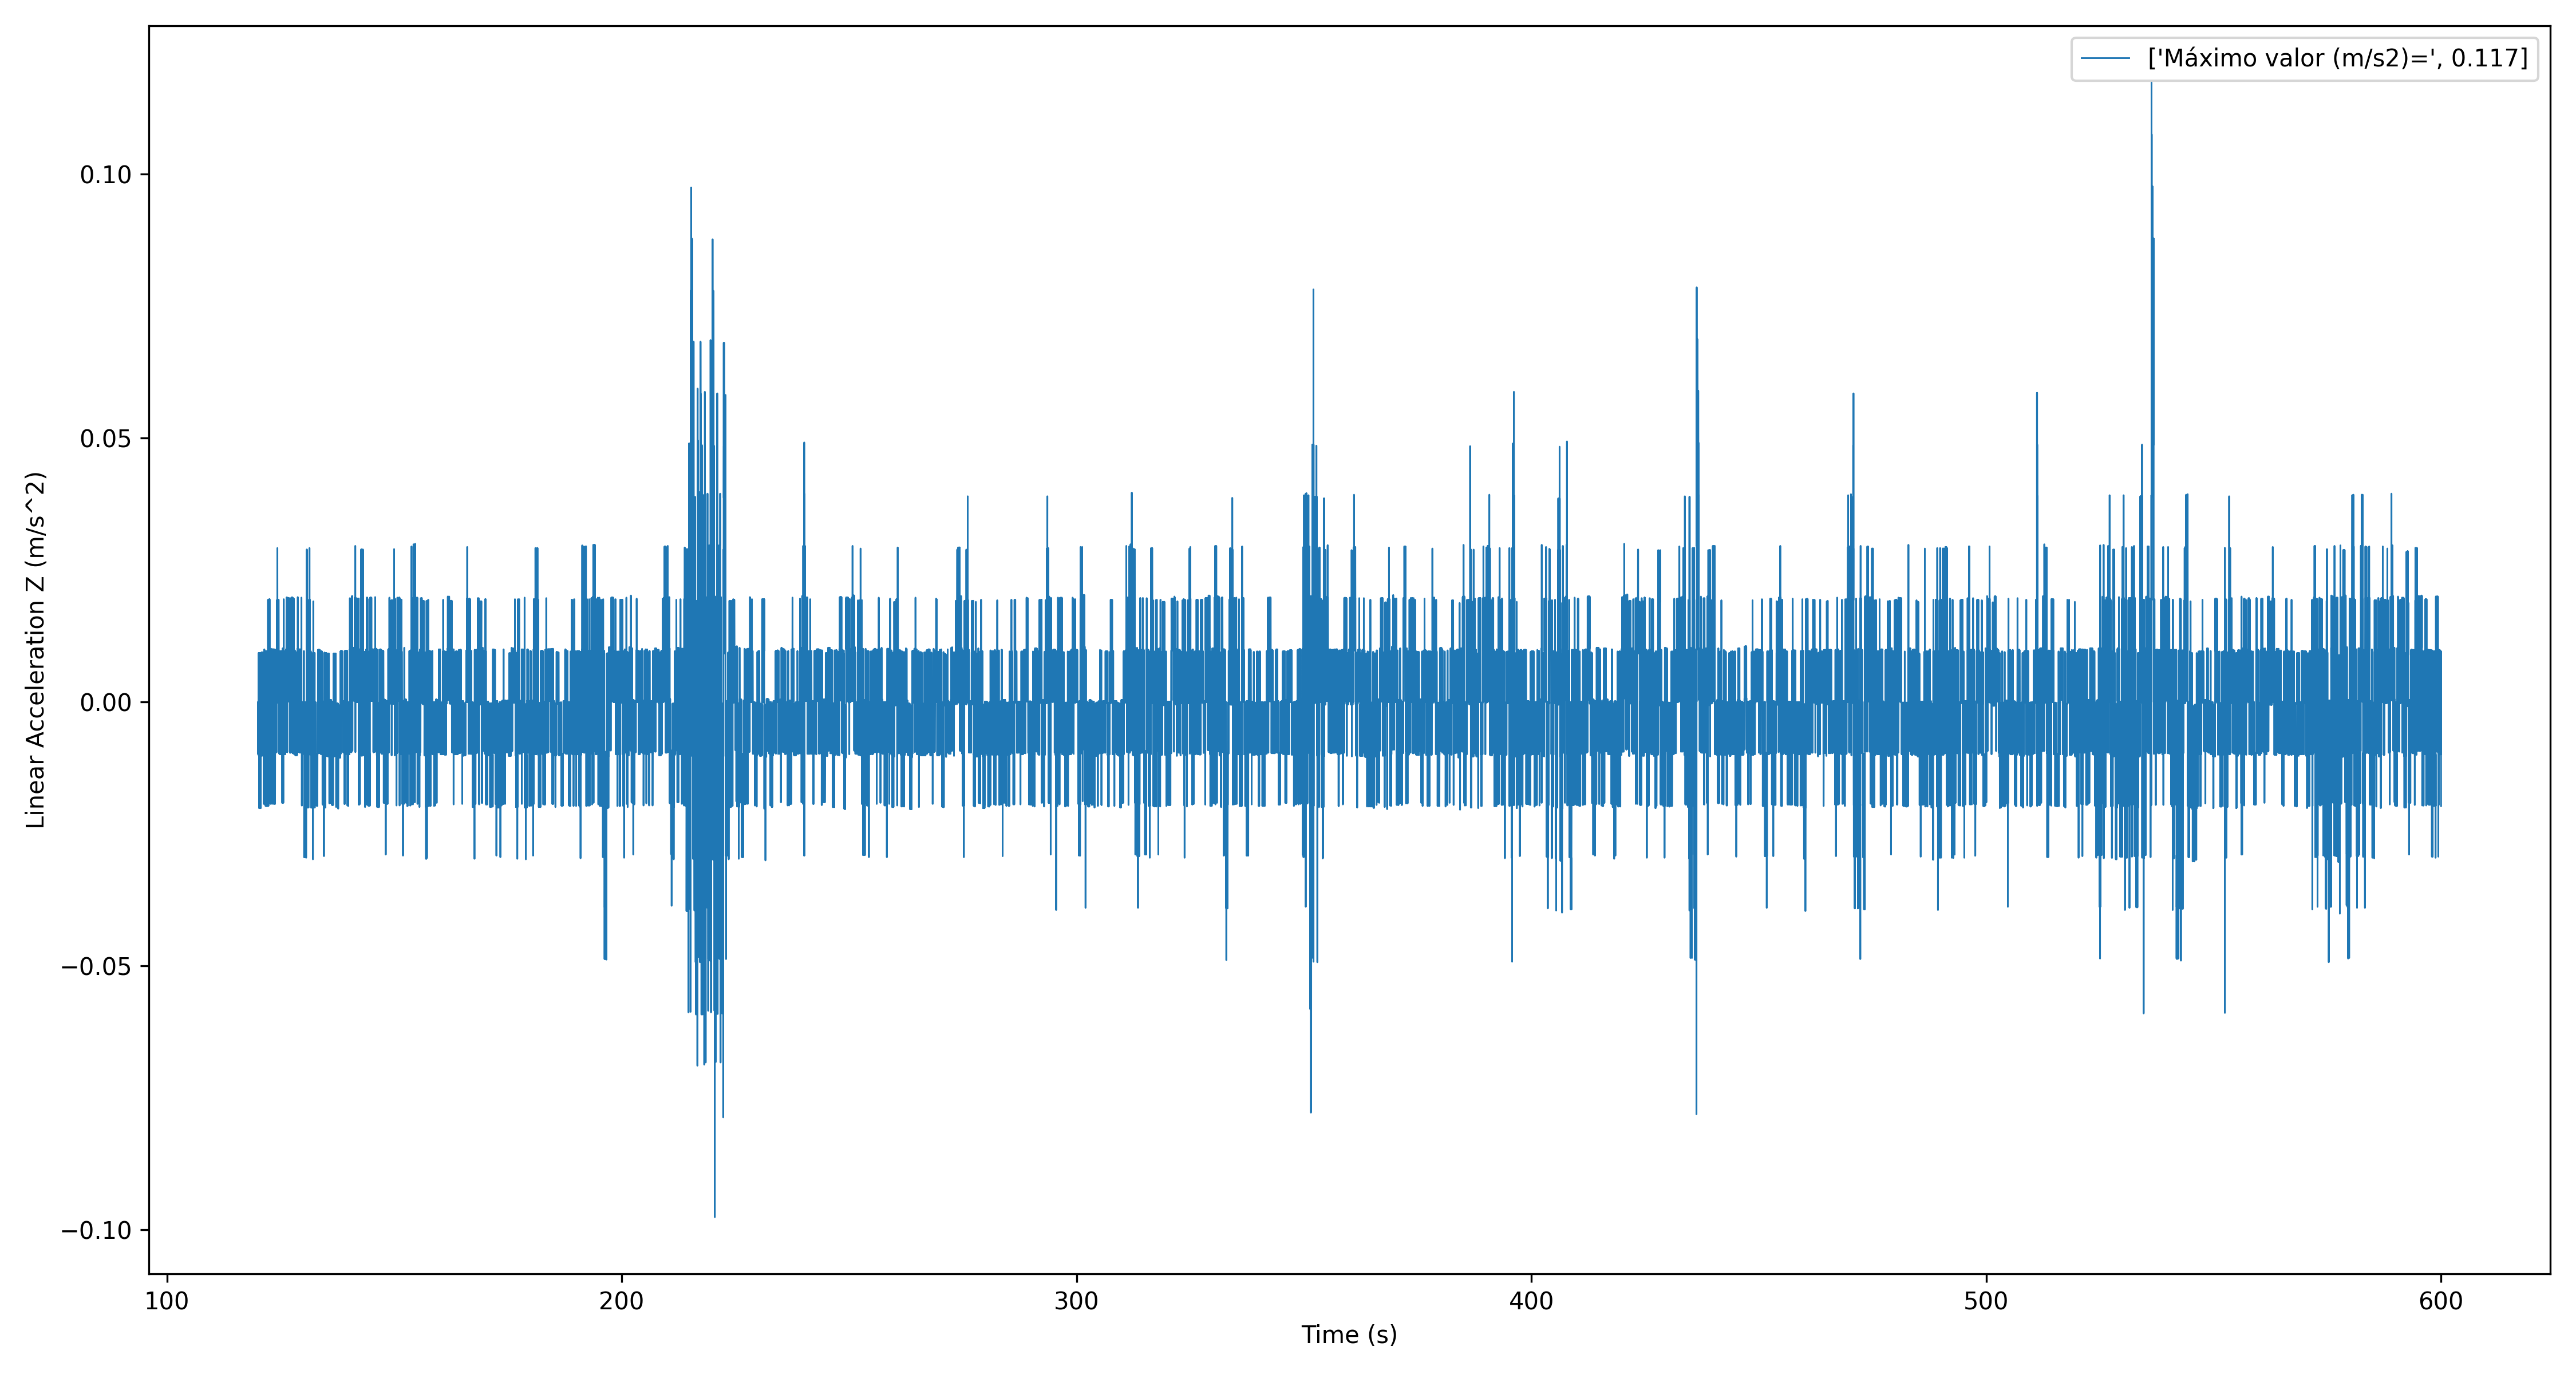 ['Máximo valor (m/s2)=', 0.117]
Linear Acceleration Z (m/s^2)
0.10
0.05
0.00
−0.05
−0.10
100 200 300 400 500 600
Time (s)